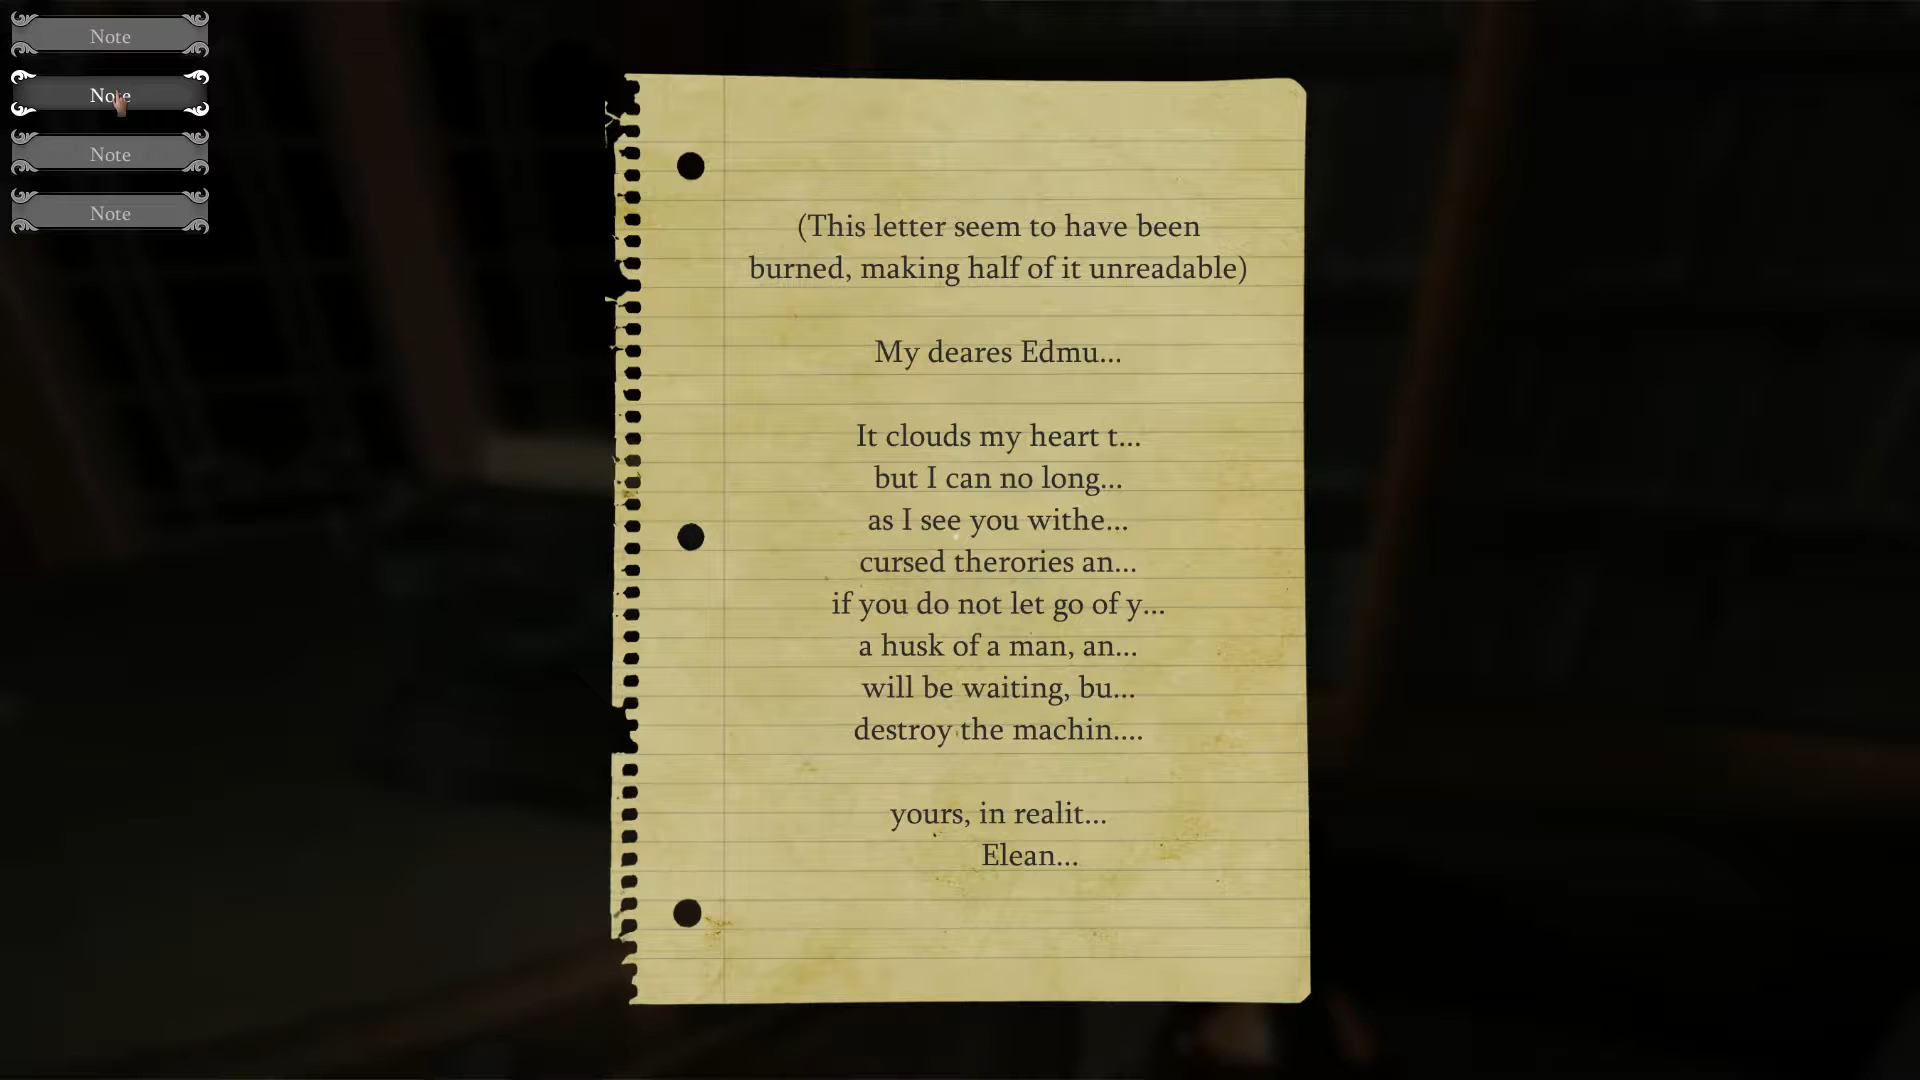 Note
Note
Note
Note
(This letter seem to have been
burned, making half of it unreadable)
My deares Edmu...
It clouds my heart t...
but I can no long...
as I see you withe...
cursed therories an...
if you do not let go of y...
a husk of a man, an...
will be waiting, bu...
destroy the machin....
yours, in realit...
Elean...